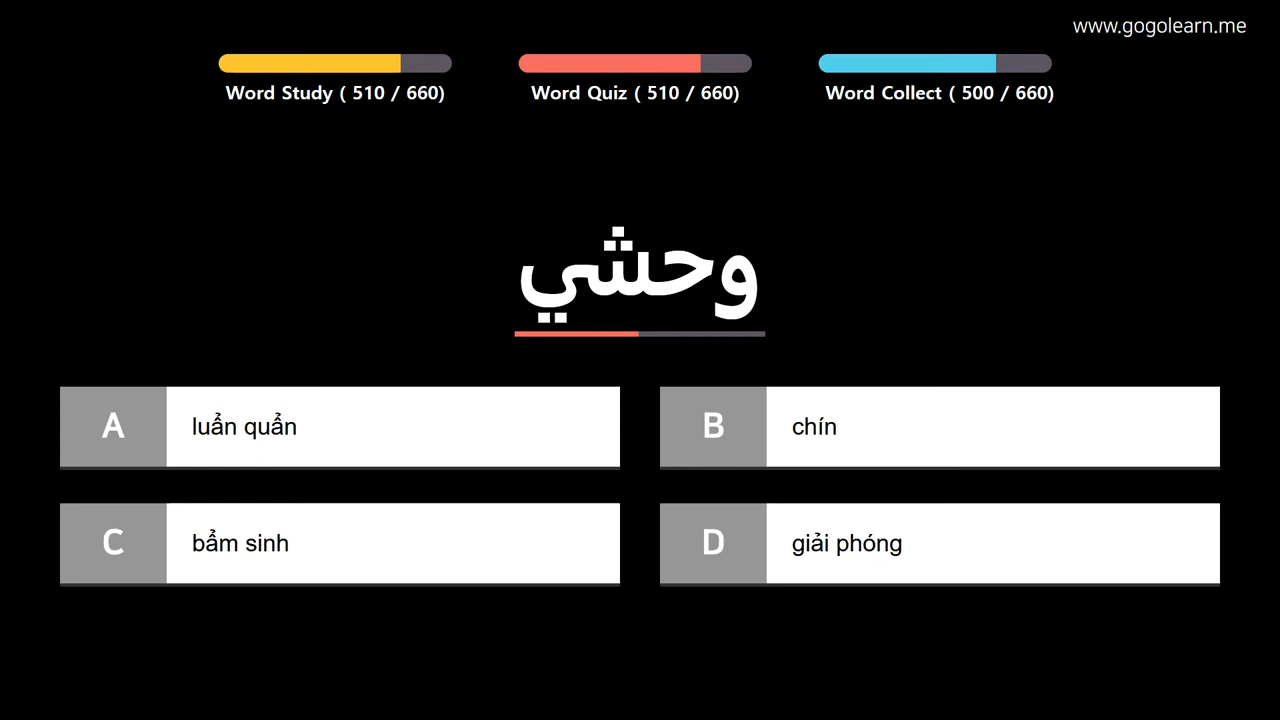 www.gogolearn.me
Word Study ( 510 / 660)
Word Quiz ( 510 / 660)
Word Collect ( 500 / 660)
وحشي
A luẩn quẩn
B chín
C bẩm sinh
D giải phóng